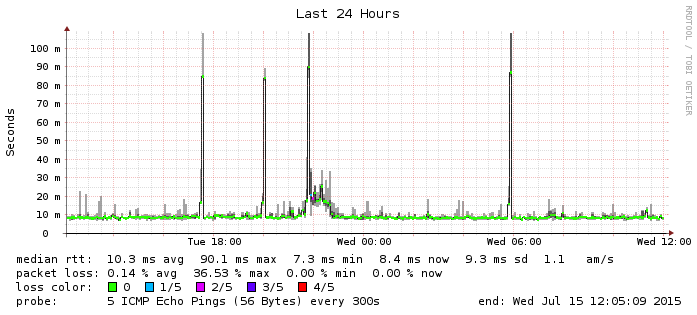 Last 24 Hours
RRDTOOL / TOBI OETIKER
Seconds
100 m
90 m
80 m
70 m
60 m
50 m
40 m
30 m
20 m
10 m
0
Tue 18:00 Wed 00:00 Wed 06:00 Wed 12:00
median rtt: 10.3 ms avg 90.1 ms max 7.3 ms min 8.4 ms now 9.3 ms sd 1.1 am/s
packet loss: 0.14 % avg 36.53 % max 0.00 % min 0.00 % now
loss color: 0 1/5 2/5 3/5 4/5
probe: 5 ICMP Echo Pings (56 Bytes) every 300s end: Wed Jul 15 12:05:09 2015